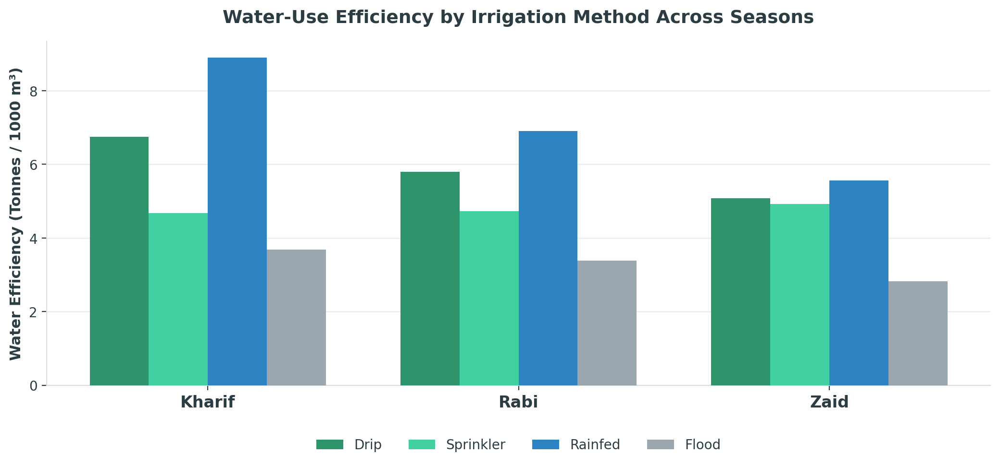 Water-Use Efficiency by Irrigation Method Across Seasons
Water Efficiency (Tonnes / 1000 m³)
8
6
4
2
0
Kharif Rabi Zaid
Drip Sprinkler Rainfed Flood